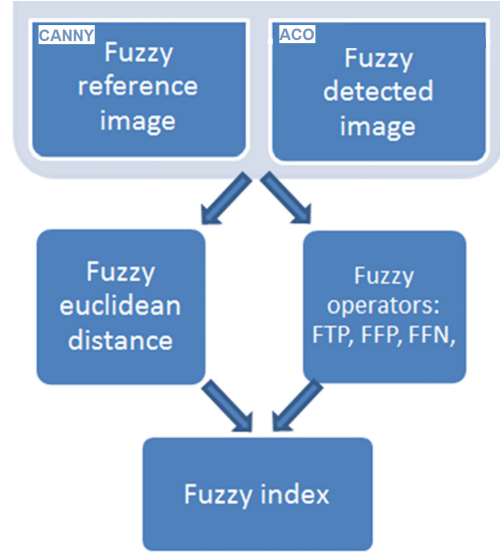 CANNY
Fuzzy
reference
image
ACO
Fuzzy
detected
image
Fuzzy
euclidean
distance
Fuzzy
operators:
FTP, FFP, FFN,
Fuzzy index